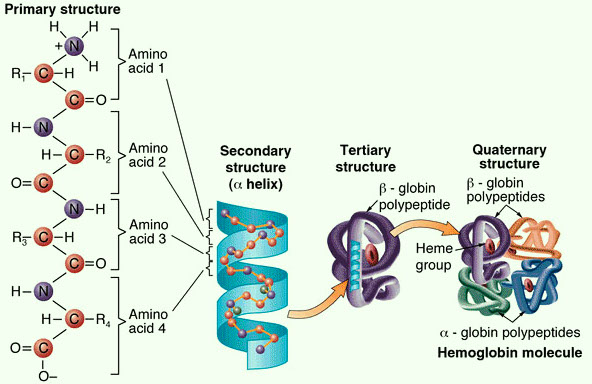 Primary structure
H H
+ N
H
R1 C H
C = O
Amino
acid 1
H N
H C R2
O = C
Amino
acid 2
N H
R3 C H
C = O
Amino
acid 3
H N
H C R4
O = C
O–
Amino
acid 4
Secondary
structure
(α helix)
Tertiary
structure
β - globin
polypeptide
Quaternary
structure
β - globin
polypeptides
Heme
group
α - globin polypeptides
Hemoglobin molecule